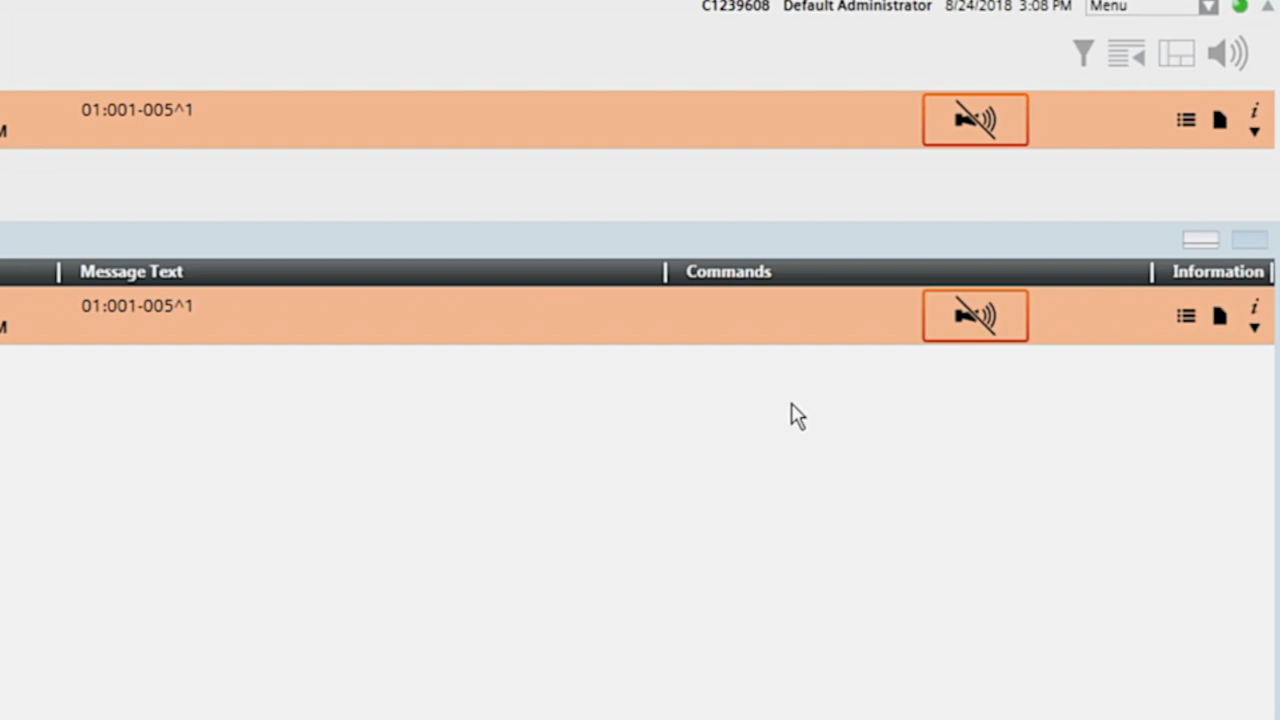 C1239608 Default Administrator 8/24/2018 3:08 PM Menu
01:001-005^1
M
Message Text Commands Information
01:001-005^1
M